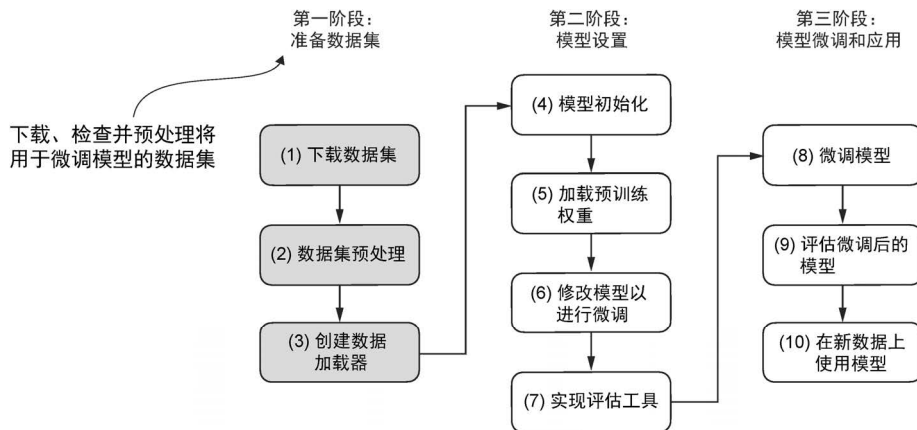 第一阶段：
准备数据集
第二阶段：
模型设置
第三阶段：
模型微调和应用
下载、检查并预处理将
用于微调模型的数据集
(1) 下载数据集
(2) 数据集预处理
(3) 创建数据
加载器
(4) 模型初始化
(5) 加载预训练
权重
(6) 修改模型以
进行微调
(7) 实现评估工具
(8) 微调模型
(9) 评估微调后的
模型
(10) 在新数据上
使用模型